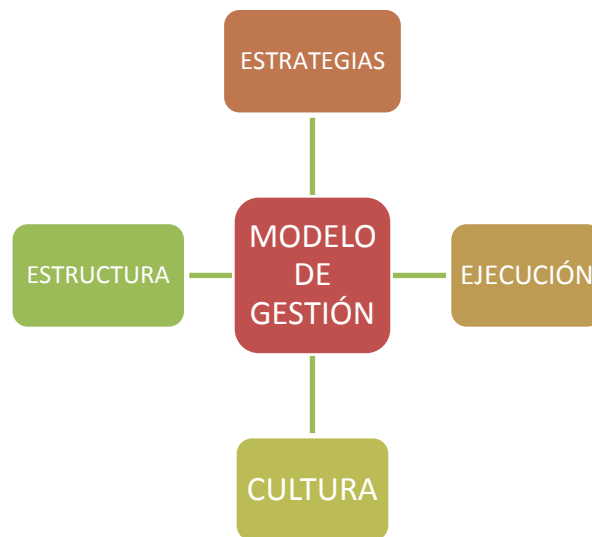 ESTRATEGIAS
ESTRUCTURA
MODELO
DE
GESTIÓN
EJECUCIÓN
CULTURA